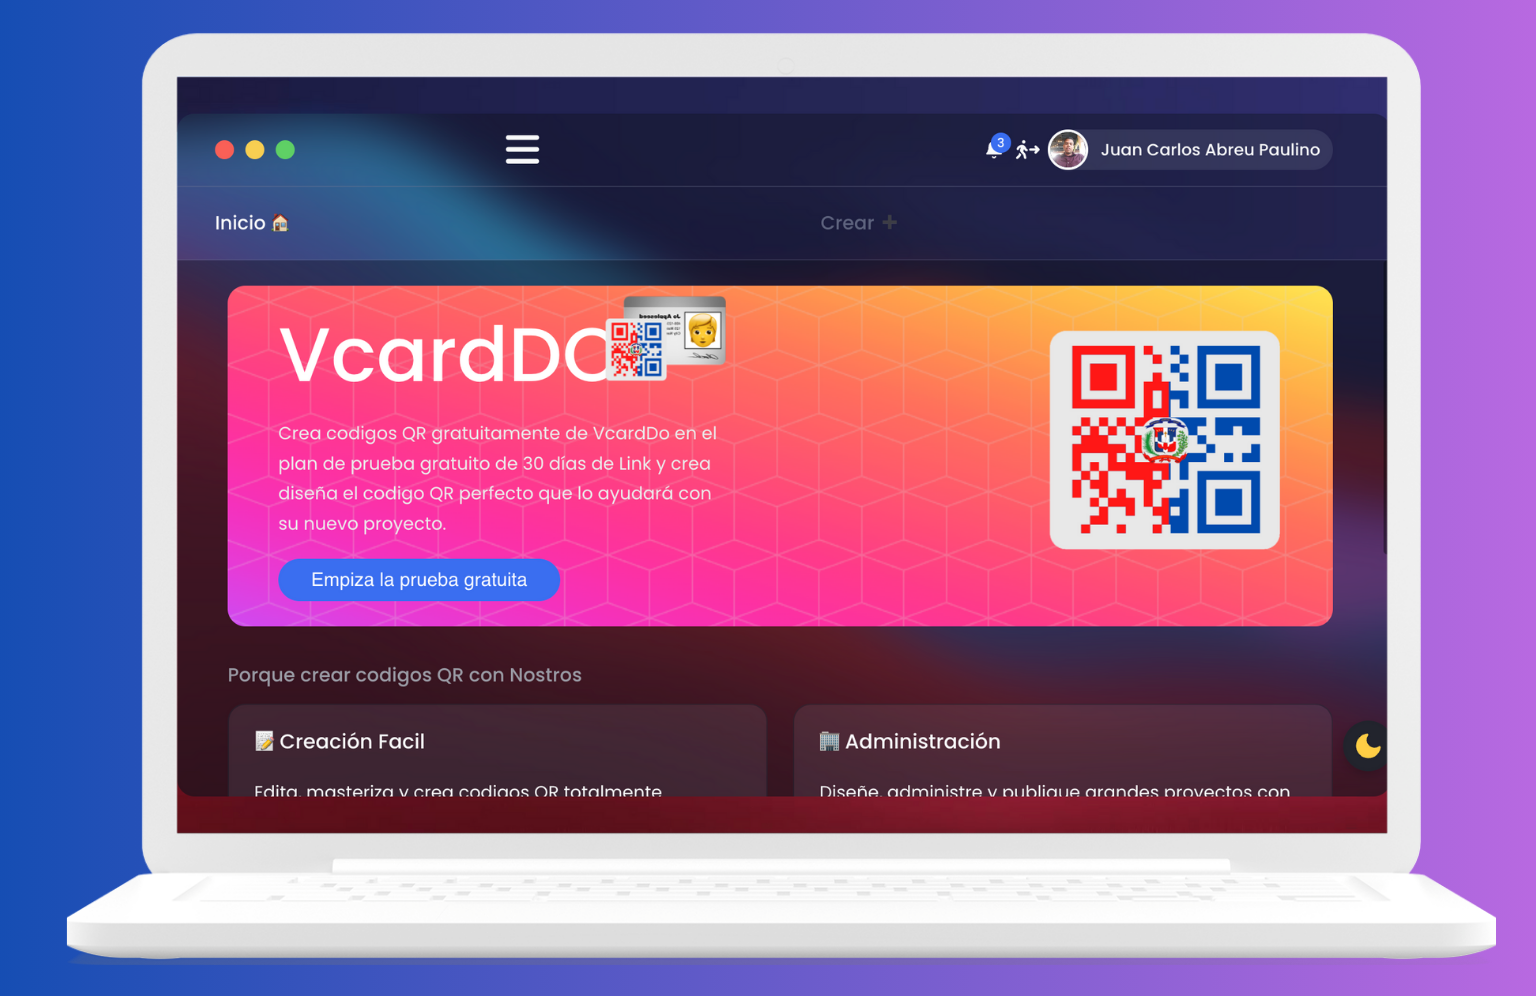 3
Juan Carlos Abreu Paulino
Inicio
Crear
VcardDO
Crea codigos QR gratuitamente de VcardDo en el
plan de prueba gratuito de 30 días de Link y crea
diseña el codigo QR perfecto que lo ayudará con
su nuevo proyecto.
Empiza la prueba gratuita
Porque crear codigos QR con Nostros
Creación Facil
Administración
Edita, masteriza y crea codigos QR totalmente
Diseñe, administre y publique grandes proyectos con